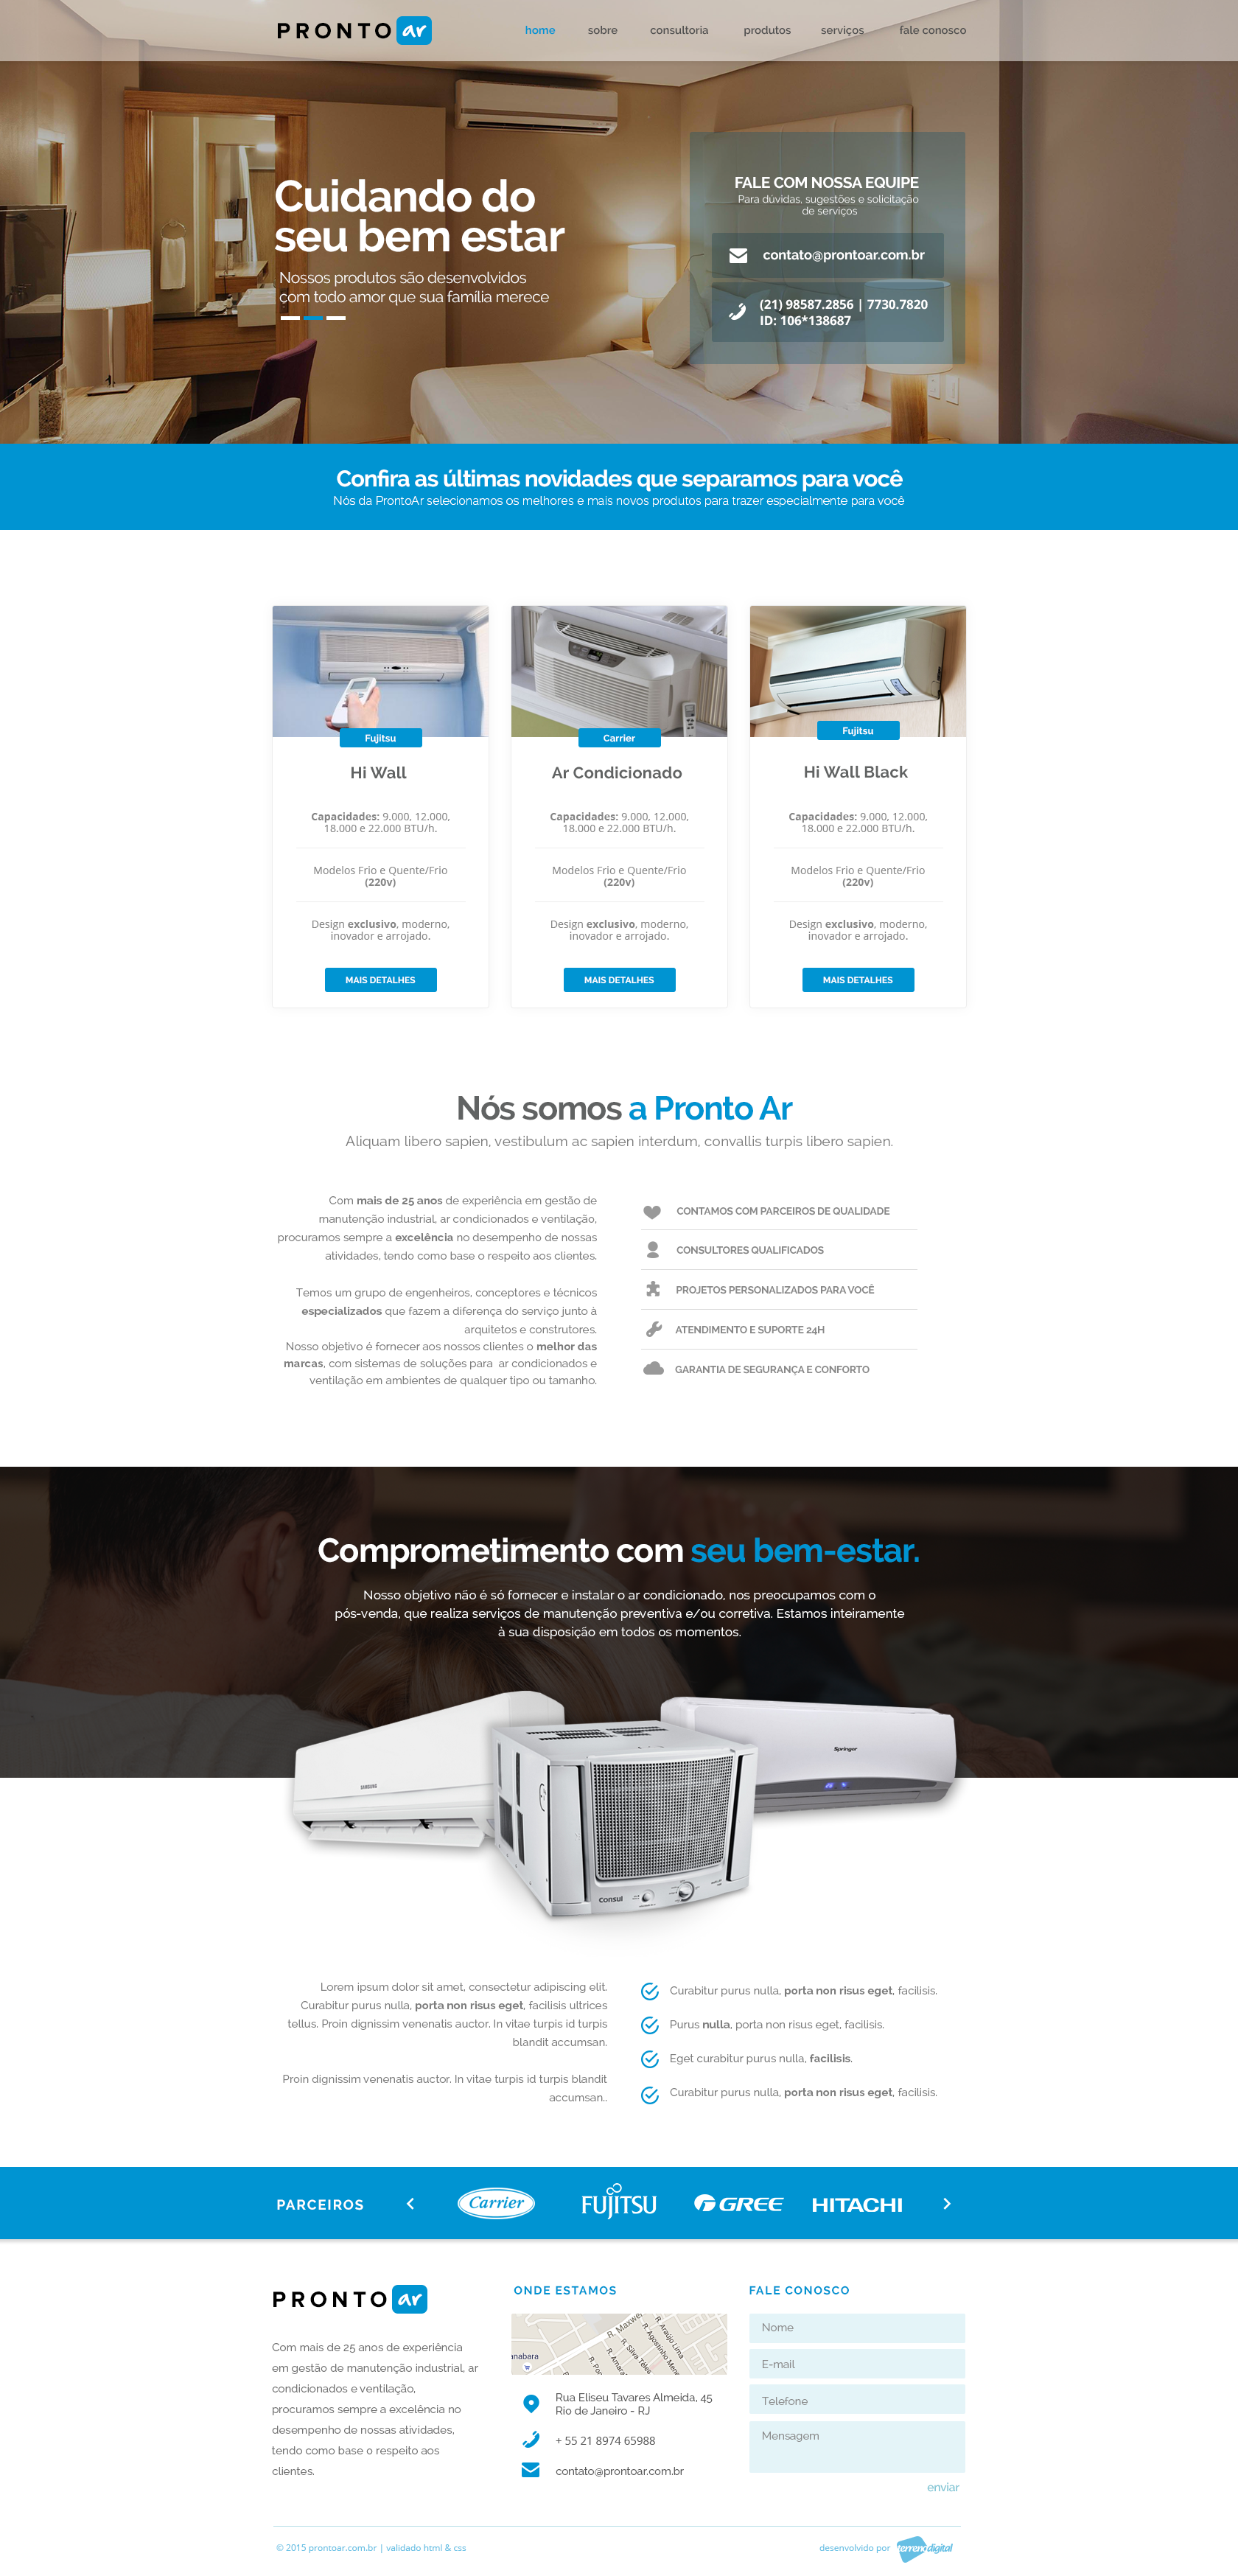 PRONTO ar
home sobre consultoria produtos serviços fale conosco
Cuidando do
seu bem estar
Nossos produtos são desenvolvidos
com todo amor que sua família merece
FALE COM NOSSA EQUIPE
Para dúvidas, sugestões e solicitação
de serviços
contato@prontoar.com.br
(21) 98587.2856 | 7730.7820
ID: 106*138687
Confira as últimas novidades que separamos para você
Nós da ProntoAr selecionamos os melhores e mais novos produtos para trazer especialmente para você
Fujitsu
Hi Wall
Capacidades: 9.000, 12.000,
18.000 e 22.000 BTU/h.
Modelos Frio e Quente/Frio
(220v)
Design exclusivo, moderno,
inovador e arrojado.
MAIS DETALHES
Carrier
Ar Condicionado
Capacidades: 9.000, 12.000,
18.000 e 22.000 BTU/h.
Modelos Frio e Quente/Frio
(220v)
Design exclusivo, moderno,
inovador e arrojado.
MAIS DETALHES
Fujitsu
Hi Wall Black
Capacidades: 9.000, 12.000,
18.000 e 22.000 BTU/h.
Modelos Frio e Quente/Frio
(220v)
Design exclusivo, moderno,
inovador e arrojado.
MAIS DETALHES
Nós somos a Pronto Ar
Aliquam libero sapien, vestibulum ac sapien interdum, convallis turpis libero sapien.
Com mais de 25 anos de experiência em gestão de
manutenção industrial, ar condicionados e ventilação,
procuramos sempre a excelência no desempenho de nossas
atividades, tendo como base o respeito aos clientes.
Temos um grupo de engenheiros, conceptores e técnicos
especializados que fazem a diferença do serviço junto à
arquitetos e construtores.
Nosso objetivo é fornecer aos nossos clientes o melhor das
marcas, com sistemas de soluções para ar condicionados e
ventilação em ambientes de qualquer tipo ou tamanho.
CONTAMOS COM PARCEIROS DE QUALIDADE
CONSULTORES QUALIFICADOS
PROJETOS PERSONALIZADOS PARA VOCÊ
ATENDIMENTO E SUPORTE 24H
GARANTIA DE SEGURANÇA E CONFORTO
Comprometimento com seu bem-estar.
Nosso objetivo não é só fornecer e instalar o ar condicionado, nos preocupamos com o
pós-venda, que realiza serviços de manutenção preventiva e/ou corretiva. Estamos inteiramente
à sua disposição em todos os momentos.
SAMSUNG
Springer
Consul
Lorem ipsum dolor sit amet, consectetur adipiscing elit.
Curabitur purus nulla, porta non risus eget, facilisis ultrices
tellus. Proin dignissim venenatis auctor. In vitae turpis id turpis
blandit accumsan.
Proin dignissim venenatis auctor. In vitae turpis id turpis blandit
accumsan..
Curabitur purus nulla, porta non risus eget, facilisis.
Purus nulla, porta non risus eget, facilisis.
Eget curabitur purus nulla, facilisis.
Curabitur purus nulla, porta non risus eget, facilisis.
PARCEIROS
Carrier
FUJITSU
GREE
HITACHI
PRONTO ar
Com mais de 25 anos de experiência
em gestão de manutenção industrial, ar
condicionados e ventilação,
procuramos sempre a excelência no
desempenho de nossas atividades,
tendo como base o respeito aos
clientes.
ONDE ESTAMOS
R. Maxwel
R. Araújo Lima
R. Agostinho Mene
R. Silva Téles
R. Amara
R. Por
anabara
Rua Eliseu Tavares Almeida, 45
Rio de Janeiro - RJ
+ 55 21 8974 65988
contato@prontoar.com.br
FALE CONOSCO
Nome
E-mail
Telefone
Mensagem
enviar
© 2015 prontoar.com.br | validado html & css
desenvolvido por
terrenodigital